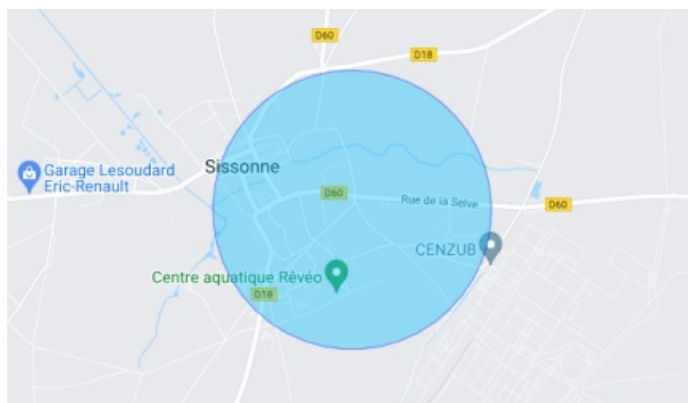 D60
D18
Garage Lesoudard
Eric-Renault
Sissonne
D60
Rue de la Selve
D60
CENZUB
Centre aquatique Rêvéo
D18